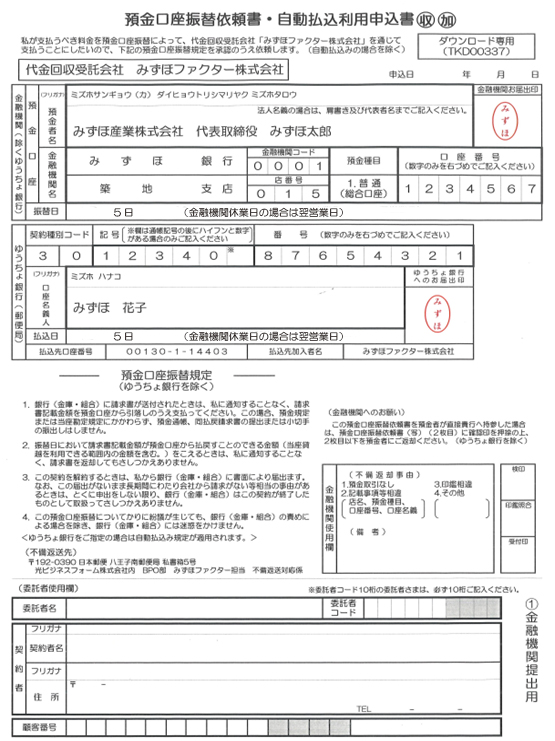 預金口座振替依頼書・自動払込利用申込書 収 加
私が支払うべき料金を預金口座振替によって、代金回収受託会社「みずほファクター株式会社」を通じて
支払うことにしたいので、下記の預金口座振替規定を承認のうえ依頼します。（自動払込みの場合を除く）
ダウンロード専用
(TKD00337)
代金回収受託会社 みずほファクター株式会社
申込日 年 月 日
金融機関（除くゆうちょ銀行）
預金口座
(フリガナ)
ミズホサンギョウ（カ）ダイヒョウトリシマリヤク ミズホタロウ
金融機関お届出印
預金者名
法人名義の場合は、肩書き及び代表者名までご記入ください。
みずほ産業株式会社 代表取締役 みずほ太郎
みずほ
金融機関名
みずほ 銀行
金融機関コード
0 0 0 1
築地 支店
店番号
0 1 5
預金種目
1.普通
(総合口座)
口座番号
(数字のみを右づめでご記入ください)
1 2 3 4 5 6 7
振替日 5日 (金融機関休業日の場合は翌営業日)
ゆうちょ銀行（郵便局）
契約種別コード
記号
※欄は通帳記号の後にハイフンと数字がある場合のみご記入ください
番号 (数字のみを右づめでご記入ください)
3 0 1 2 3 4 0 ※ 8 7 6 5 4 3 2 1
(フリガナ)
ミズホ ハナコ
ゆうちょ銀行
へのお届出印
口座名義人
みずほ 花子
みずほ
払込日 5日 (金融機関休業日の場合は翌営業日)
払込先口座番号 00130-1-14403 払込先加入者名 みずほファクター株式会社
預金口座振替規定
(ゆうちょ銀行を除く)
1. 銀行（金庫・組合）に請求書が送付されたときは、私に通知することなく、請求
書記載金額を預金口座から引落しのうえ支払ってください。この場合、預金規定
または当座勘定規定にかかわらず、預金通帳、同払戻請求書の提出または小切手
の振出しはしません。
2. 振替日において請求書記載金額が預金口座から払戻すことのできる金額（当座貸
越を利用できる範囲内の金額を含む。）をこえるときは、私に通知することな
く、請求書を返却してもさしつかえありません。
3. この契約を解約するときは、私から銀行（金庫・組合）に書面により届出ます。
なお、この届出がないまま長期間にわたり会社から請求がない等相当の事由があ
るときは、とくに申出をしない限り、銀行（金庫・組合）はこの契約が終了した
ものとして取扱ってさしつかえありません。
4. この預金口座振替についてかりに紛議が生じても、銀行（金庫・組合）の責めに
よる場合を除き、銀行（金庫・組合）には迷惑をかけません。
<ゆうちょ銀行をご指定の場合は自動払込み規定が適用されます。>
(不備返送先)
〒192-0390 日本郵便 八王子南郵便局 私書箱5号
光ビジネスフォーム株式会社内 BPO部 みずほファクター担当 不備返送対応係
(金融機関へのお願い)
この預金口座振替依頼書を預金者が直接貴行へ持参した場合
は、預金口座振替依頼書（写）（2枚目）に確認印を押捺の上、
2枚目以下を預金者にご返却ください。（ゆうちょ銀行を除く）
金融機関使用欄
(不備返却事由)
1.預金取引なし 3.印鑑相違
2.記載事項等相違 4.その他
店名、預金種目、
口座番号、口座名義
(備考)
検印
印鑑照合
受付印
(委託者使用欄)
※委託者コード10桁の委託者さまは、必ず10桁ご記入ください。
委託者名
委託者
コード
契約者
フリガナ
契約者名
フリガナ
住所
〒 －
TEL － －
顧客番号
①金融機関提出用